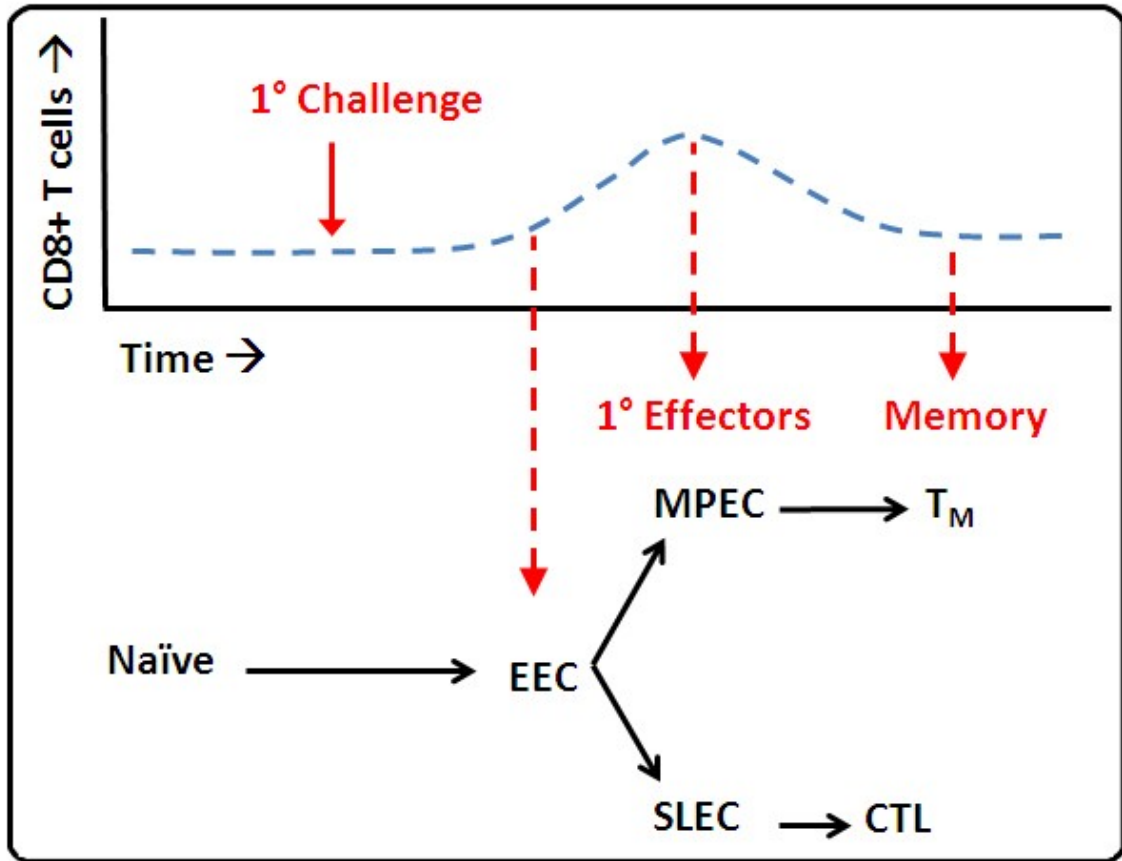 CD8+ T cells →
1° Challenge
Time →
1° Effectors
Memory
MPEC
T_M
Naïve
EEC
SLEC
CTL